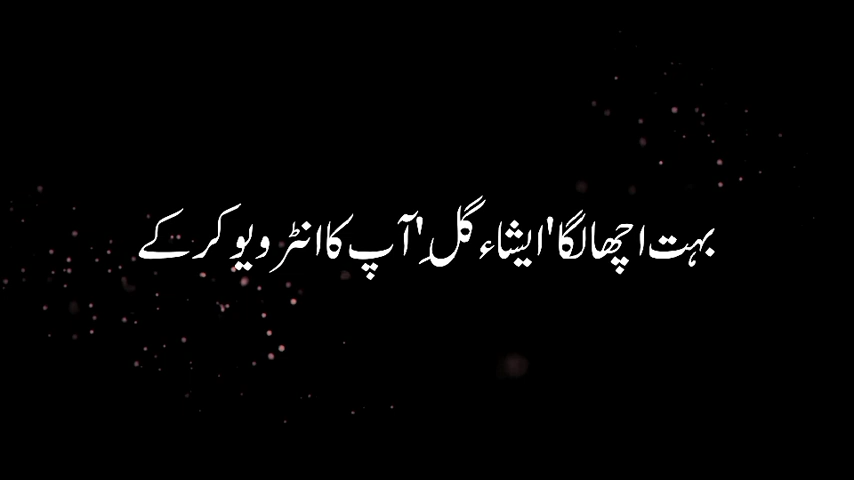 بہت اچھا لگا 'ایشاء گلِ' آپ کا انٹرویو کر کے